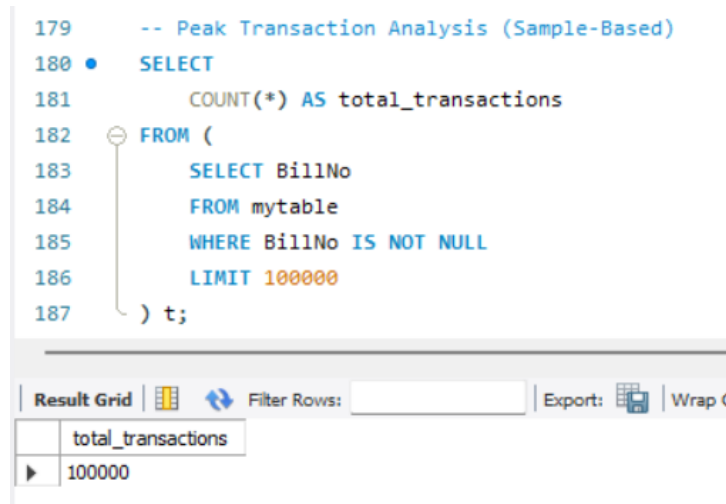 179 -- Peak Transaction Analysis (Sample-Based)
180 SELECT
181 COUNT(*) AS total_transactions
182 FROM (
183 SELECT BillNo
184 FROM mytable
185 WHERE BillNo IS NOT NULL
186 LIMIT 100000
187 ) t;
Result Grid Filter Rows: Export: Wrap
total_transactions
100000